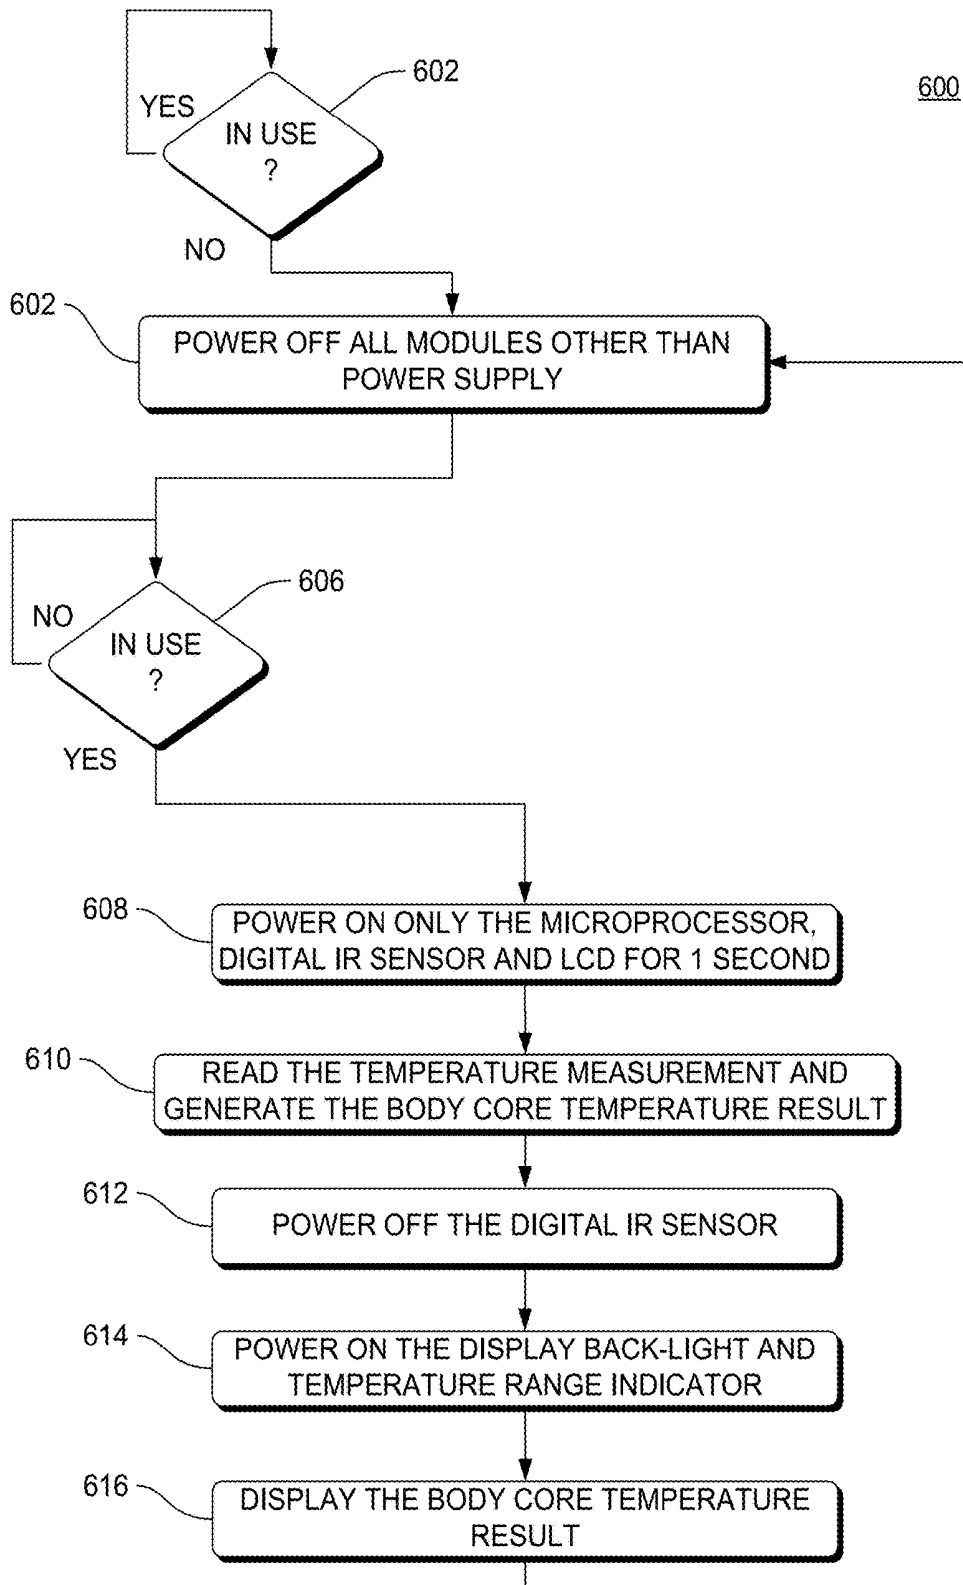 602
600
YES
IN USE
?
NO
602
POWER OFF ALL MODULES OTHER THAN
POWER SUPPLY
606
NO
IN USE
?
YES
608
POWER ON ONLY THE MICROPROCESSOR,
DIGITAL IR SENSOR AND LCD FOR 1 SECOND
610
READ THE TEMPERATURE MEASUREMENT AND
GENERATE THE BODY CORE TEMPERATURE RESULT
612
POWER OFF THE DIGITAL IR SENSOR
614
POWER ON THE DISPLAY BACK-LIGHT AND
TEMPERATURE RANGE INDICATOR
616
DISPLAY THE BODY CORE TEMPERATURE
RESULT